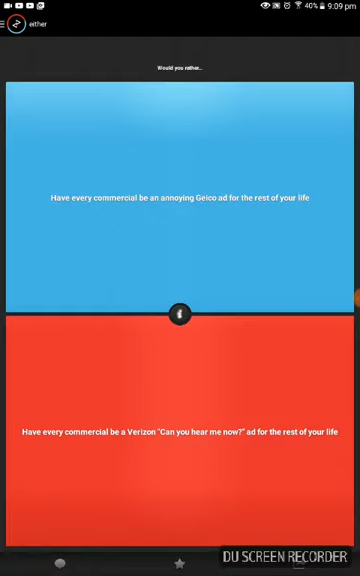 40% 9:09 pm
either
Would you rather...
Have every commercial be an annoying Geico ad for the rest of your life
Have every commercial be a Verizon "Can you hear me now?" ad for the rest of your life
DU SCREEN RECORDER